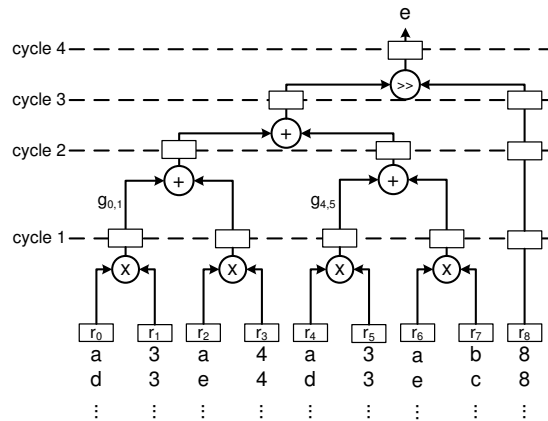 e
cycle 4
>>
cycle 3
+
cycle 2
+ +
g0,1 g4,5
cycle 1
x x x x
r0 r1 r2 r3 r4 r5 r6 r7 r8
a 3 a 4 a 3 a b 8
d 3 e 4 d 3 e c 8
⋮ ⋮ ⋮ ⋮ ⋮ ⋮ ⋮ ⋮ ⋮